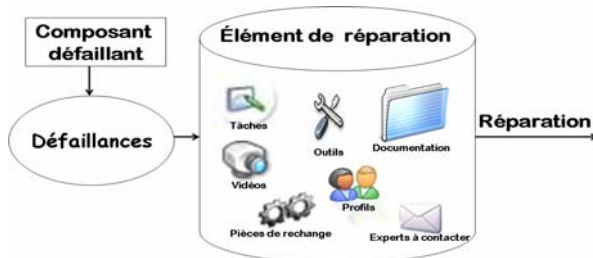 Composant
défaillant
Élément de réparation
Défaillances
Tâches
Outils
Documentation
Réparation
Vidéos
Profils
Pièces de rechange
Experts à contacter